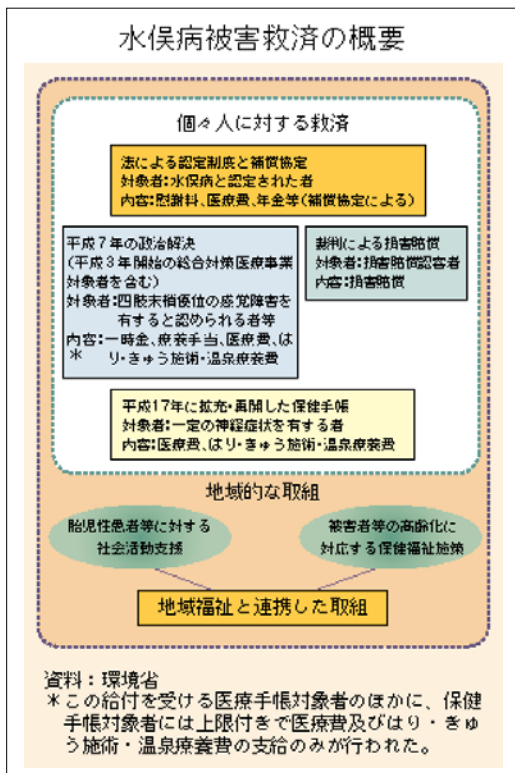 水俣病被害救済の概要
個々人に対する救済
法による認定制度と補償協定
対象者:水俣病と認定された者
内容:慰謝料、医療費、年金等(補償協定による)
平成7年の政治解決
(平成3年開始の総合対策医療事業
対象者を含む)
対象者:四肢末梢優位の感覚障害を
有すると認められる者等
内容:一時金、療養手当、医療費、は
* り・きゅう施術・温泉療養費
裁判による損害賠償
対象者:損害賠償認容者
内容:損害賠償
平成17年に拡充・再開した保健手帳
対象者:一定の神経症状を有する者
内容:医療費、はり・きゅう施術・温泉療養費
地域的な取組
胎児性患者等に対する
社会活動支援
被害者等の高齢化に
対応する保健福祉施策
地域福祉と連携した取組
資料:環境省
*この給付を受ける医療手帳対象者のほかに、保健
手帳対象者には上限付きで医療費及びはり・きゅ
う施術・温泉療養費の支給のみが行われた。